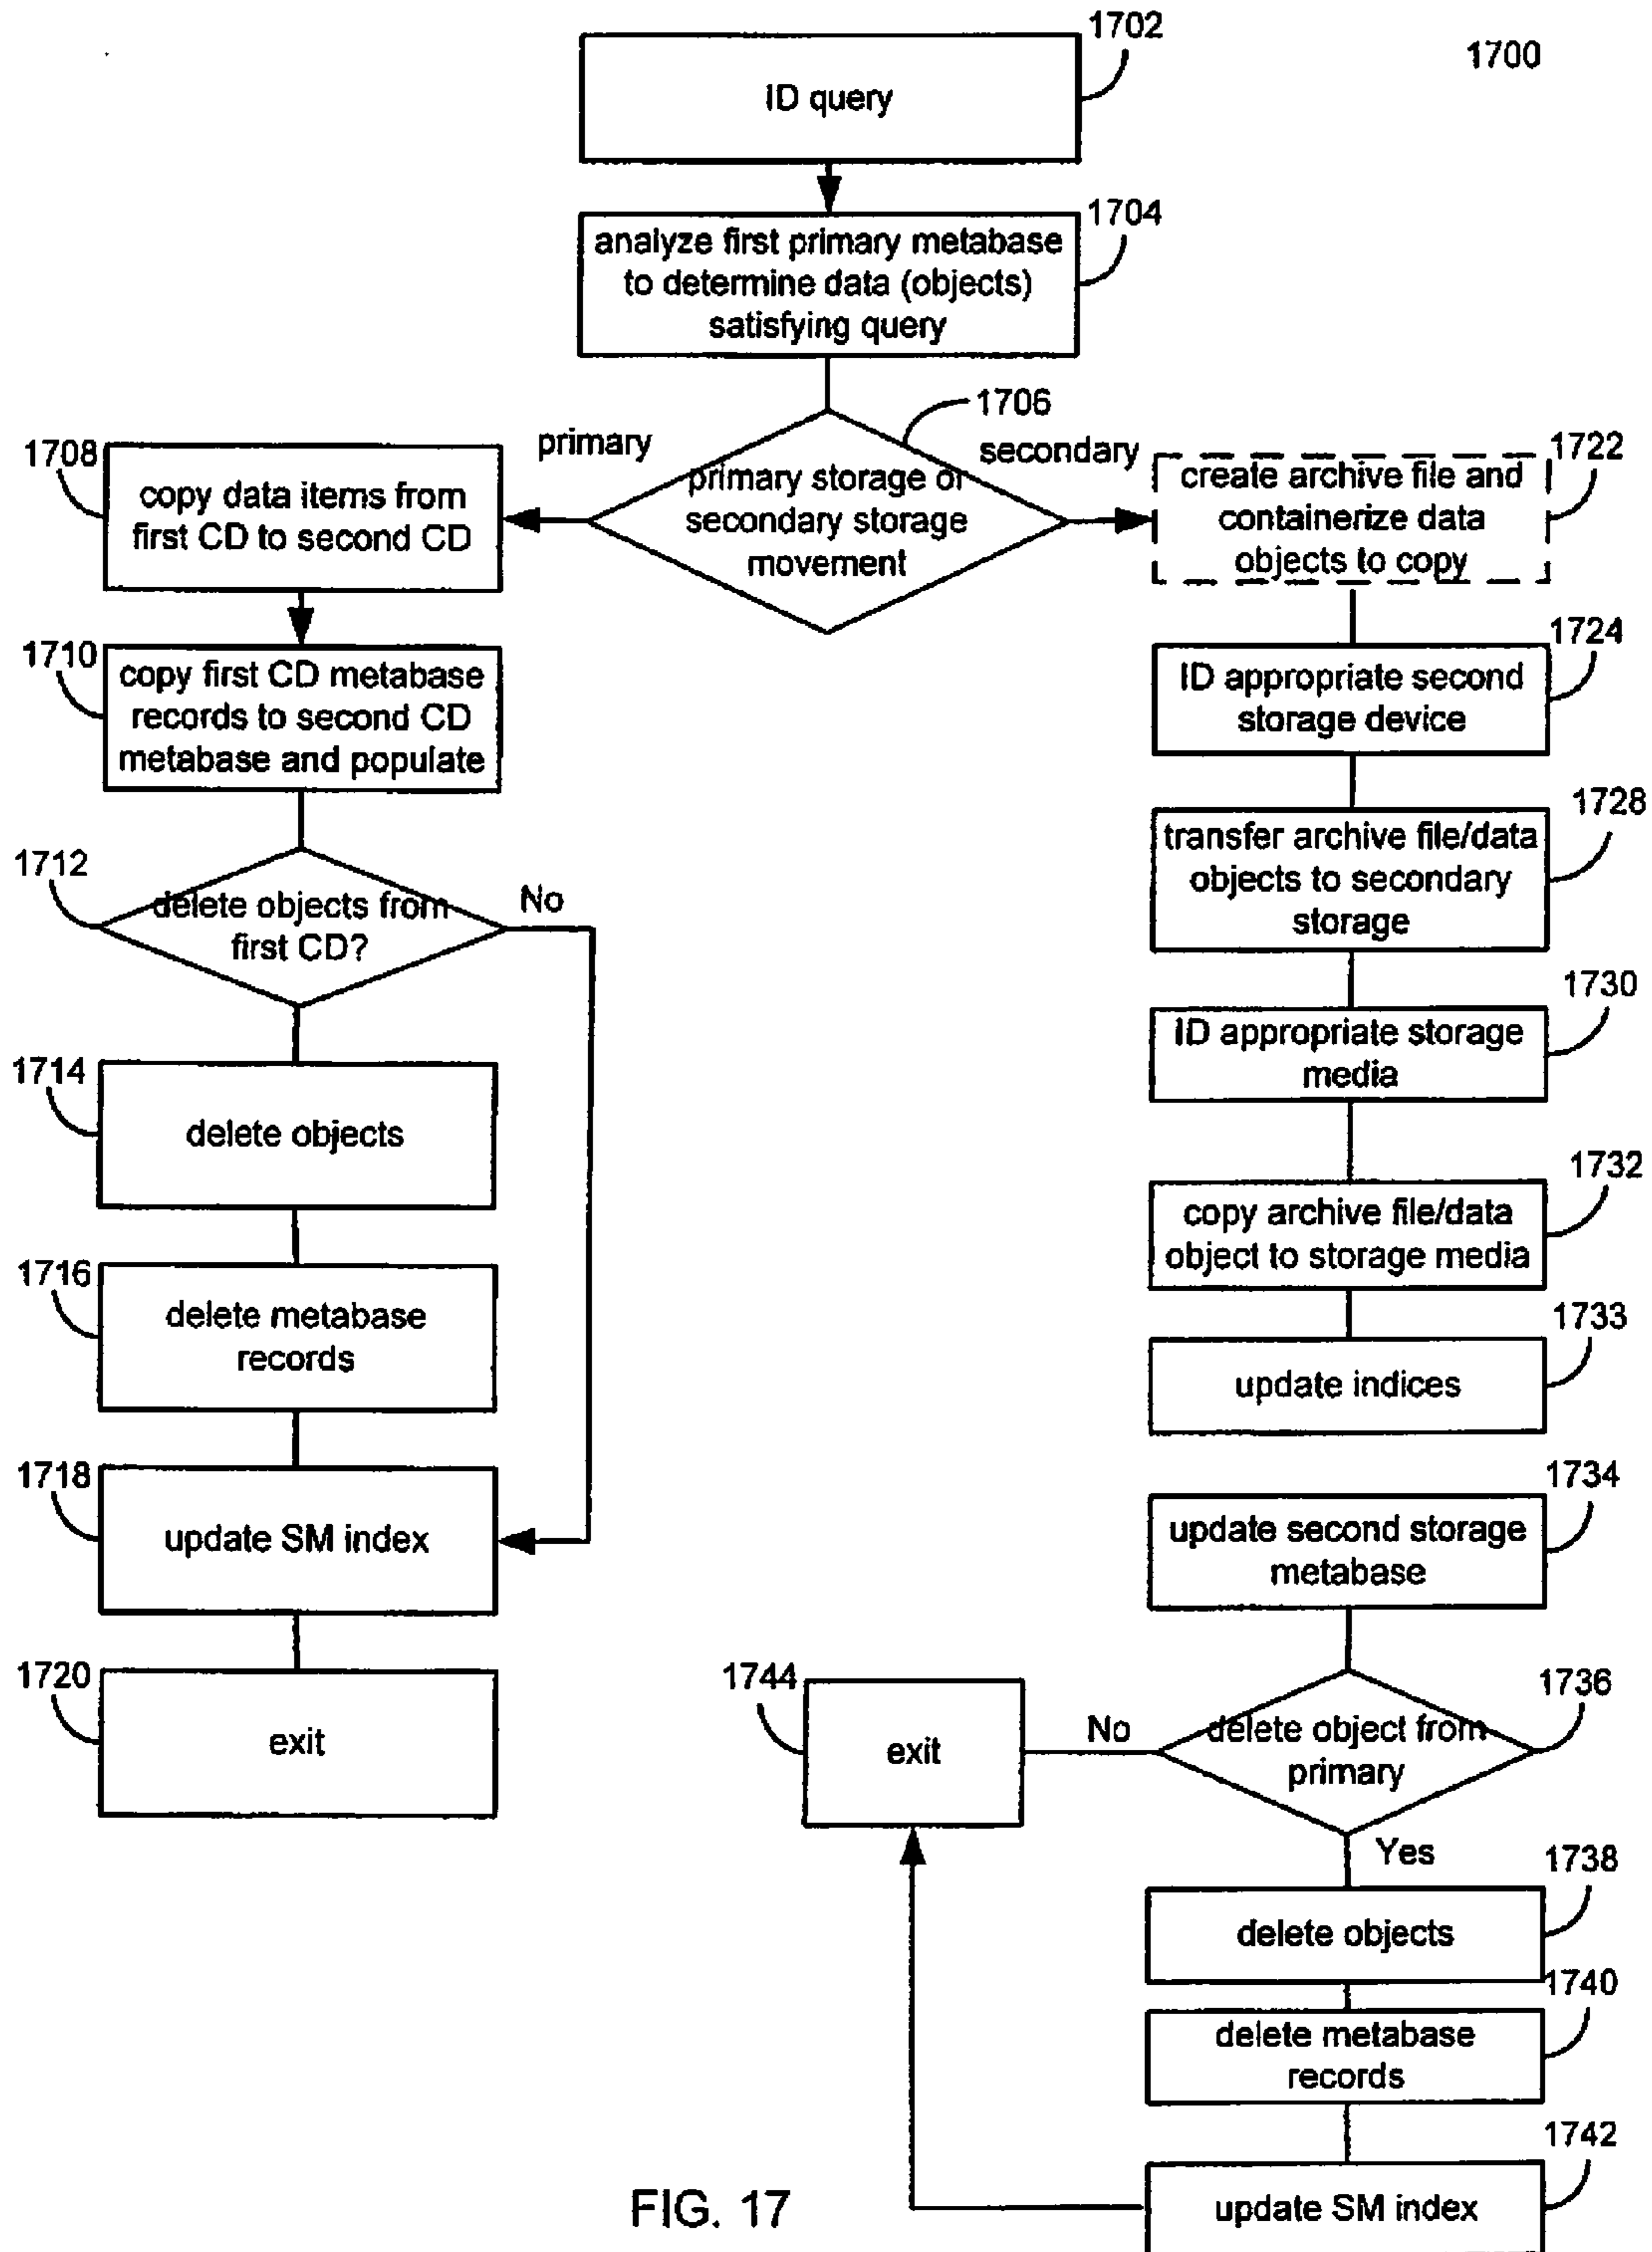 1702
1700
ID query
1704
analyze first primary metabase
to determine data (objects)
satisfying query
1706
primary
secondary
primary storage or
secondary storage
movement
1708
copy data items from
first CD to second CD
1710
copy first CD metabase
records to second CD
metabase and populate
1712
delete objects from
first CD?
No
1714
delete objects
1716
delete metabase
records
1718
update SM index
1720
exit
1722
create archive file and
containerize data
objects to copy
1724
ID appropriate second
storage device
1728
transfer archive file/data
objects to secondary
storage
1730
ID appropriate storage
media
1732
copy archive file/data
object to storage media
1733
update indices
1734
update second storage
metabase
1736
delete object from
primary
No
1744
exit
Yes
1738
delete objects
1740
delete metabase
records
1742
update SM index
FIG. 17